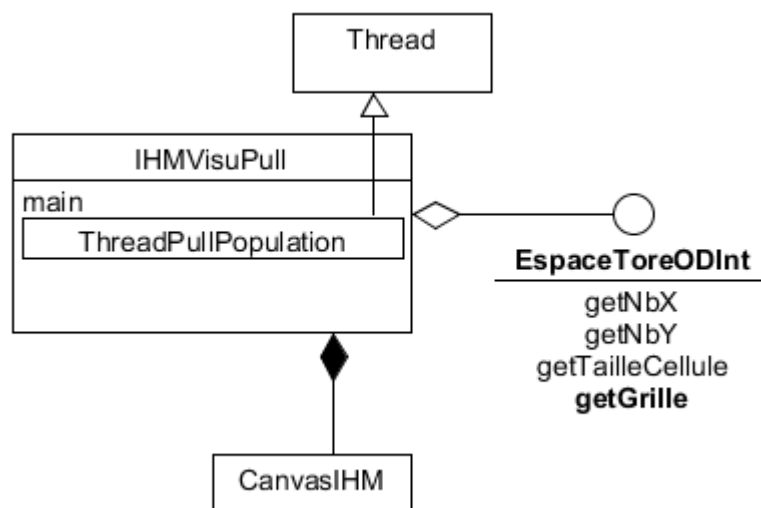 Thread
IHMVisuPull
main
ThreadPullPopulation
EspaceToreODInt
getNbX
getNbY
getTailleCellule
getGrille
CanvasIHM